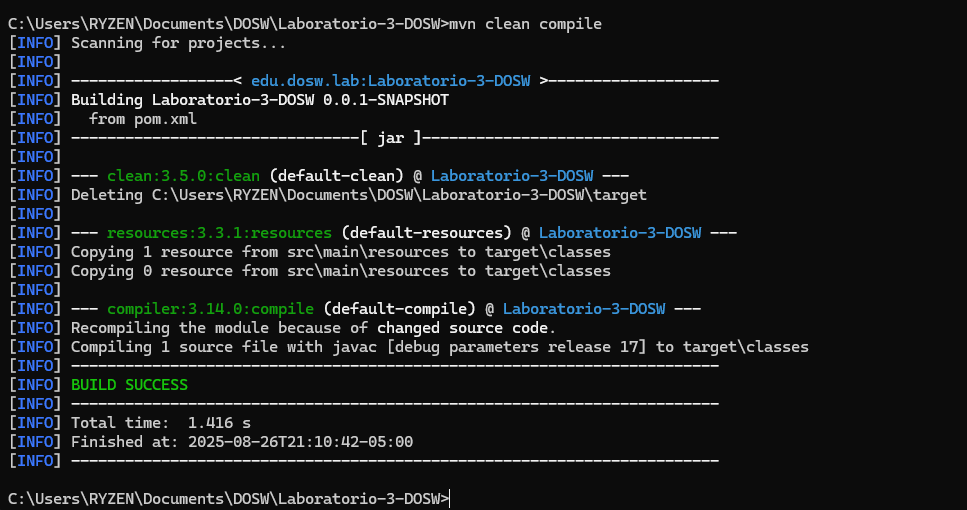 C:\Users\RYZEN\Documents\DOSW\Laboratorio-3-DOSW>mvn clean compile
[INFO] Scanning for projects...
[INFO]
[INFO] ------------------< edu.dosw.lab:Laboratorio-3-DOSW >-------------------
[INFO] Building Laboratorio-3-DOSW 0.0.1-SNAPSHOT
[INFO]   from pom.xml
[INFO] --------------------------------[ jar ]---------------------------------
[INFO]
[INFO] --- clean:3.5.0:clean (default-clean) @ Laboratorio-3-DOSW ---
[INFO] Deleting C:\Users\RYZEN\Documents\DOSW\Laboratorio-3-DOSW\target
[INFO]
[INFO] --- resources:3.3.1:resources (default-resources) @ Laboratorio-3-DOSW ---
[INFO] Copying 1 resource from src\main\resources to target\classes
[INFO] Copying 0 resource from src\main\resources to target\classes
[INFO]
[INFO] --- compiler:3.14.0:compile (default-compile) @ Laboratorio-3-DOSW ---
[INFO] Recompiling the module because of changed source code.
[INFO] Compiling 1 source file with javac [debug parameters release 17] to target\classes
[INFO] ------------------------------------------------------------------------
[INFO] BUILD SUCCESS
[INFO] ------------------------------------------------------------------------
[INFO] Total time:  1.416 s
[INFO] Finished at: 2025-08-26T21:10:42-05:00
[INFO] ------------------------------------------------------------------------
C:\Users\RYZEN\Documents\DOSW\Laboratorio-3-DOSW>